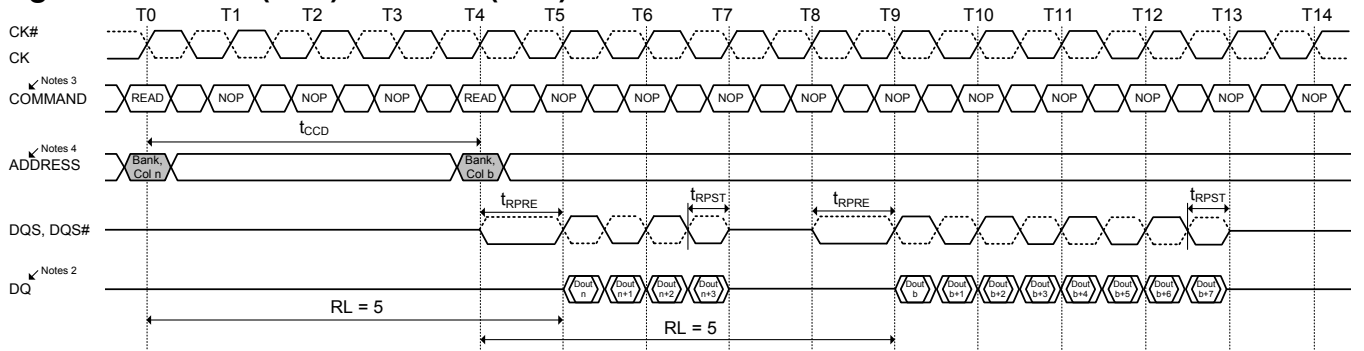 T0 T1 T2 T3 T4 T5 T6 T7 T8 T9 T10 T11 T12 T13 T14
CK#
CK
Notes 3
COMMAND READ NOP NOP NOP READ NOP NOP NOP NOP NOP NOP NOP NOP NOP NOP
tCCD
Notes 4
ADDRESS
Bank, Col n
Bank, Col b
tRPRE tRPST tRPRE tRPST
DQS, DQS#
Notes 2
DQ
Dout n Dout n+1 Dout n+2 Dout n+3 Dout b Dout b+1 Dout b+2 Dout b+3 Dout b+4 Dout b+5 Dout b+6 Dout b+7
RL = 5
RL = 5